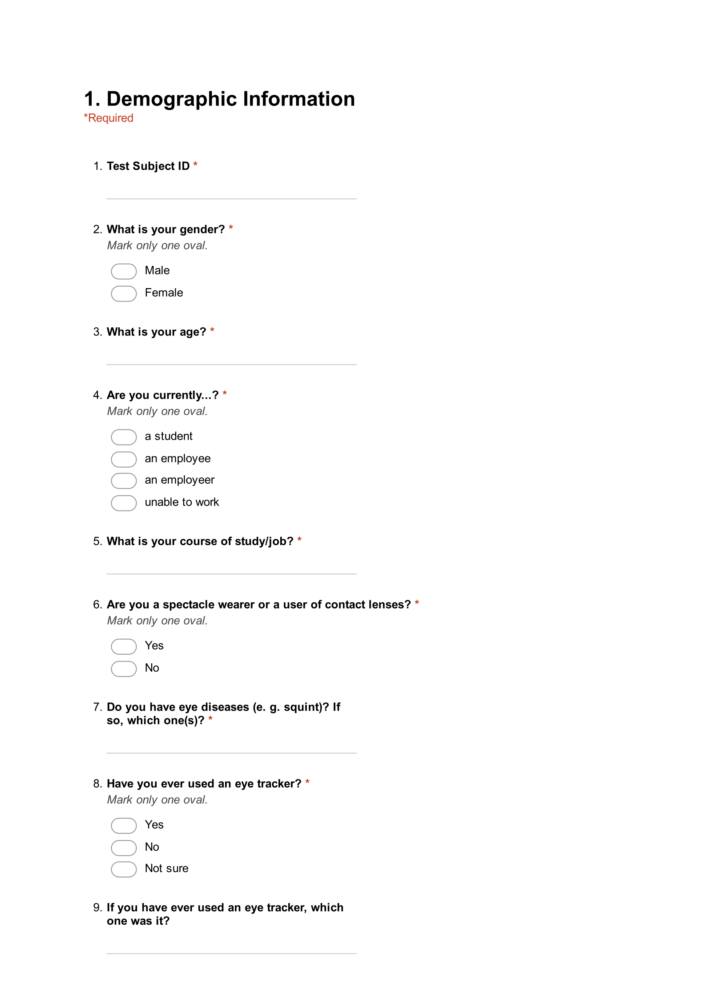 1. Demographic Information
*Required
1. Test Subject ID *
2. What is your gender? *
Mark only one oval.
Male
Female
3. What is your age? *
4. Are you currently...? *
Mark only one oval.
a student
an employee
an employeer
unable to work
5. What is your course of study/job? *
6. Are you a spectacle wearer or a user of contact lenses? *
Mark only one oval.
Yes
No
7. Do you have eye diseases (e. g. squint)? If
so, which one(s)? *
8. Have you ever used an eye tracker? *
Mark only one oval.
Yes
No
Not sure
9. If you have ever used an eye tracker, which
one was it?